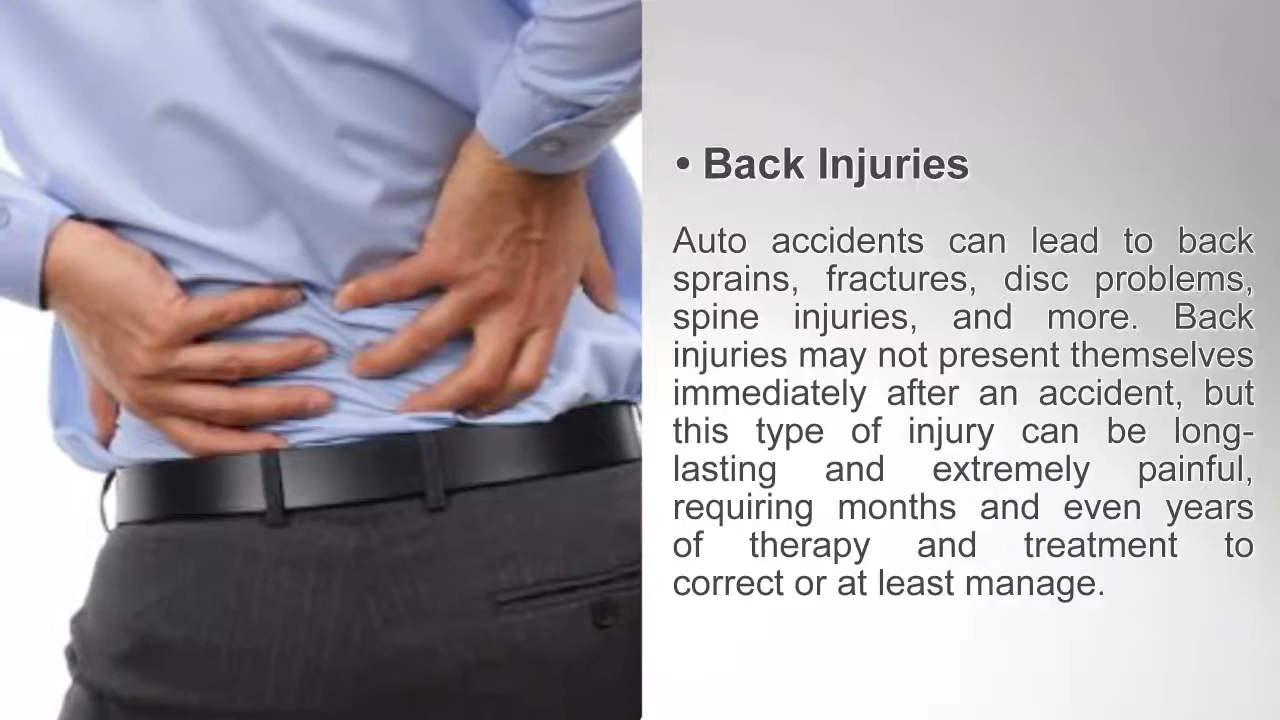 • Back Injuries
Auto accidents can lead to back
sprains, fractures, disc problems,
spine injuries, and more. Back
injuries may not present themselves
immediately after an accident, but
this type of injury can be long-
lasting and extremely painful,
requiring months and even years
of therapy and treatment to
correct or at least manage.